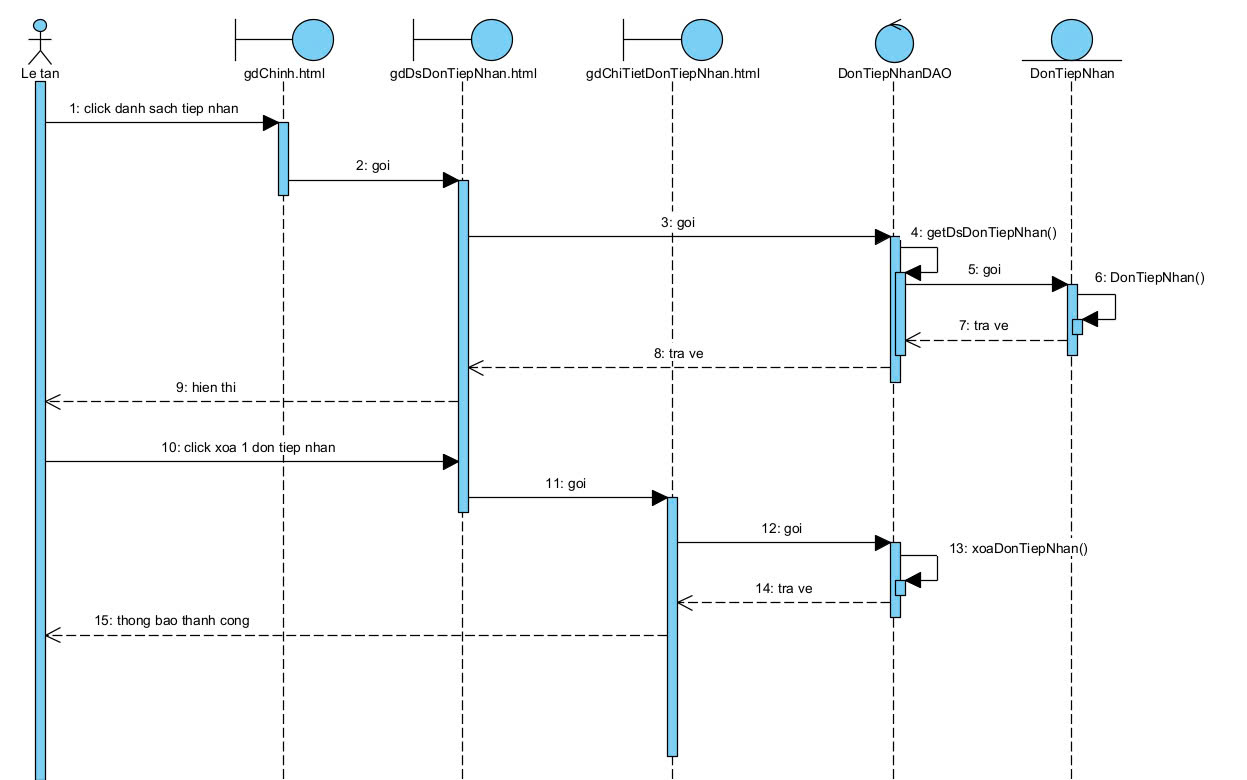 Le tan
gdChinh.html
gdDsDonTiepNhan.html
gdChiTietDonTiepNhan.html
DonTiepNhanDAO
DonTiepNhan
1: click danh sach tiep nhan
2: goi
3: goi
4: getDsDonTiepNhan()
5: goi
6: DonTiepNhan()
7: tra ve
8: tra ve
9: hien thi
10: click xoa 1 don tiep nhan
11: goi
12: goi
13: xoaDonTiepNhan()
14: tra ve
15: thong bao thanh cong